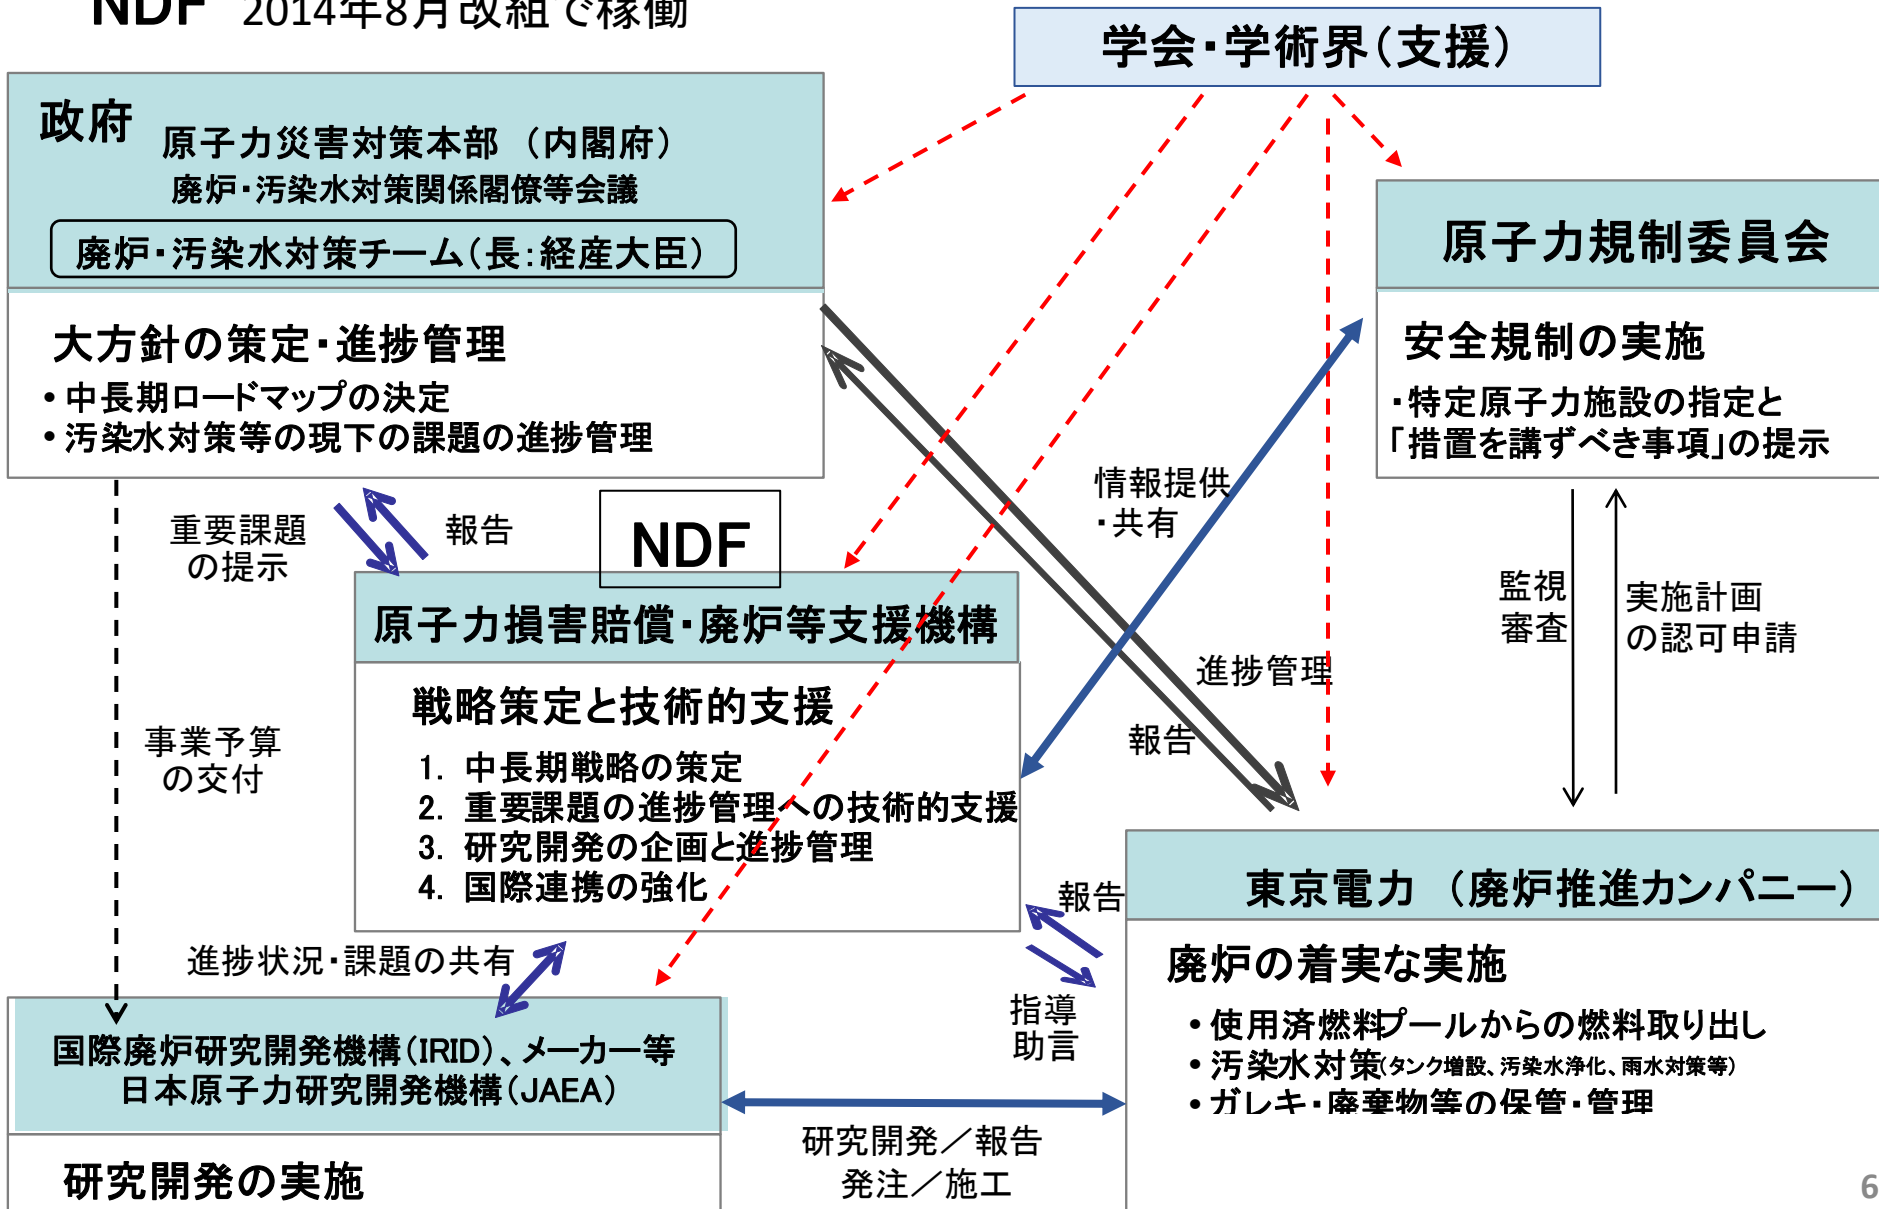 NDF 2014年8月改組で稼働
学会・学術界（支援）
政府
原子力災害対策本部 （内閣府）
廃炉・汚染水対策関係閣僚等会議
廃炉・汚染水対策チーム（長：経産大臣）
大方針の策定・進捗管理
・中長期ロードマップの決定
・汚染水対策等の現下の課題の進捗管理
原子力規制委員会
安全規制の実施
・特定原子力施設の指定と
「措置を講ずべき事項」の提示
重要課題
の提示
報告
NDF
原子力損害賠償・廃炉等支援機構
戦略策定と技術的支援
1. 中長期戦略の策定
2. 重要課題の進捗管理への技術的支援
3. 研究開発の企画と進捗管理
4. 国際連携の強化
情報提供
・共有
監視
審査
実施計画
の認可申請
進捗管理
報告
事業予算
の交付
進捗状況・課題の共有
報告
指導
助言
東京電力 （廃炉推進カンパニー）
廃炉の着実な実施
・使用済燃料プールからの燃料取り出し
・汚染水対策（タンク増設、汚染水浄化、雨水対策等）
・ガレキ・廃棄物等の保管・管理
国際廃炉研究開発機構（IRID）、メーカー等
日本原子力研究開発機構（JAEA）
研究開発の実施
研究開発／報告
発注／施工
6